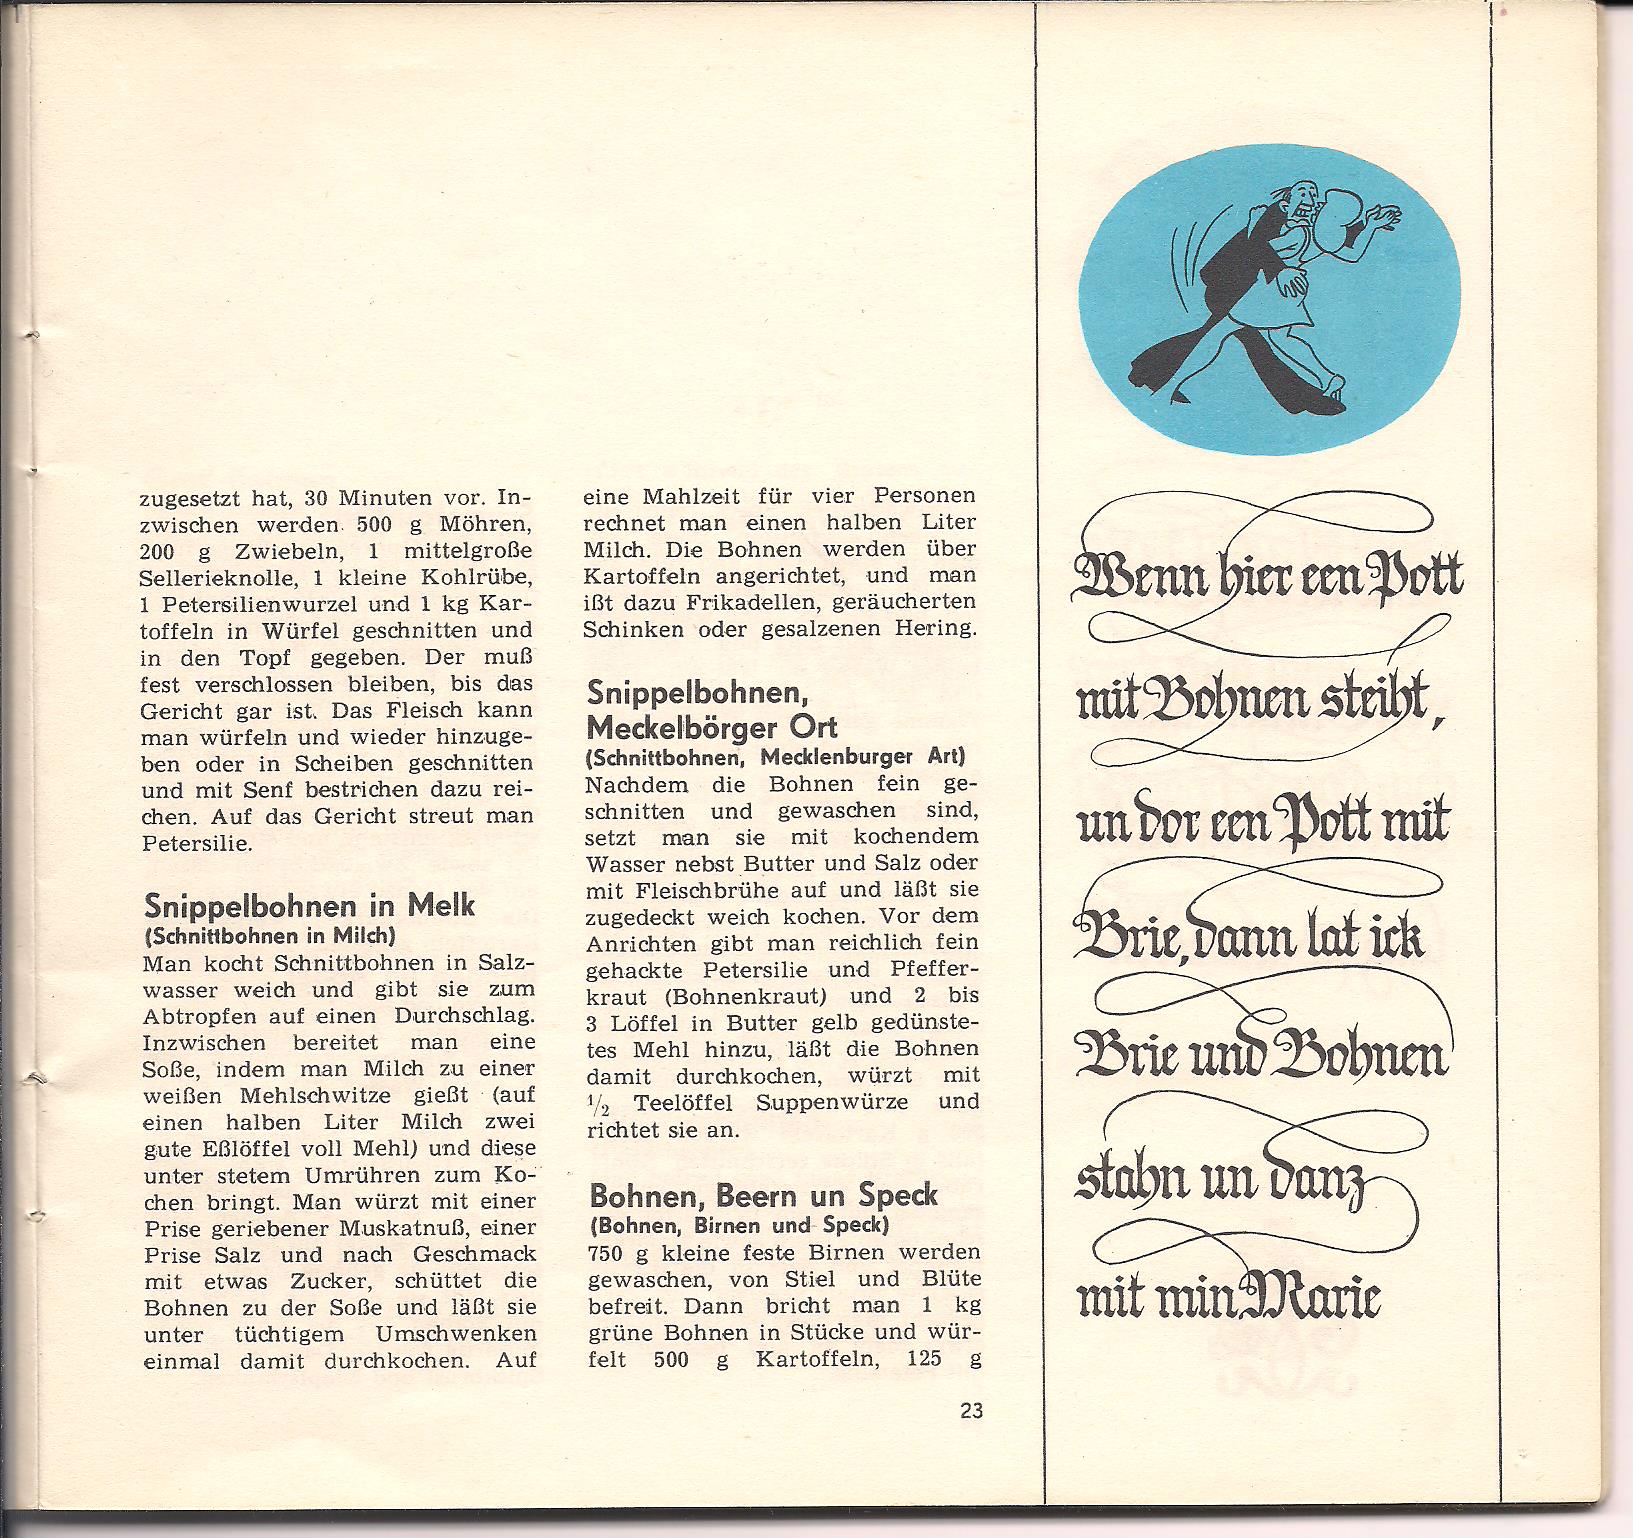 zugesetzt hat, 30 Minuten vor. In-
zwischen werden 500 g Möhren,
200 g Zwiebeln, 1 mittelgroße
Sellerieknolle, 1 kleine Kohlrübe,
1 Petersilienwurzel und 1 kg Kar-
toffeln in Würfel geschnitten und
in den Topf gegeben. Der muß
fest verschlossen bleiben, bis das
Gericht gar ist. Das Fleisch kann
man würfeln und wieder hinzuge-
ben oder in Scheiben geschnitten
und mit Senf bestrichen dazu rei-
chen. Auf das Gericht streut man
Petersilie.
Snippelbohnen in Melk
(Schnittbohnen in Milch)
Man kocht Schnittbohnen in Salz-
wasser weich und gibt sie zum
Abtropfen auf einen Durchschlag.
Inzwischen bereitet man eine
Soße, indem man Milch zu einer
weißen Mehlschwitze gießt (auf
einen halben Liter Milch zwei
gute Eßlöffel voll Mehl) und diese
unter stetem Umrühren zum Ko-
chen bringt. Man würzt mit einer
Prise geriebener Muskatnuß, einer
Prise Salz und nach Geschmack
mit etwas Zucker, schüttet die
Bohnen zu der Soße und läßt sie
unter tüchtigem Umschwenken
einmal damit durchkochen. Auf
eine Mahlzeit für vier Personen
rechnet man einen halben Liter
Milch. Die Bohnen werden über
Kartoffeln angerichtet, und man
ißt dazu Frikadellen, geräucherten
Schinken oder gesalzenen Hering.
Snippelbohnen,
Meckelbörger Ort
(Schnittbohnen, Mecklenburger Art)
Nachdem die Bohnen fein ge-
schnitten und gewaschen sind,
setzt man sie mit kochendem
Wasser nebst Butter und Salz oder
mit Fleischbrühe auf und läßt sie
zugedeckt weich kochen. Vor dem
Anrichten gibt man reichlich fein
gehackte Petersilie und Pfeffer-
kraut (Bohnenkraut) und 2 bis
3 Löffel in Butter gelb gedünste-
tes Mehl hinzu, läßt die Bohnen
damit durchkochen, würzt mit
½ Teelöffel Suppenwürze und
richtet sie an.
Bohnen, Beern un Speck
(Bohnen, Birnen und Speck)
750 g kleine feste Birnen werden
gewaschen, von Stiel und Blüte
befreit. Dann bricht man 1 kg
grüne Bohnen in Stücke und wür-
felt 500 g Kartoffeln, 125 g
23
Wenn hier een Pott
mit Bohnen steiht,
un dor een Pott mit
Brie, dann lat ick
Brie und Bohnen
stahn un danz
mit min Marie